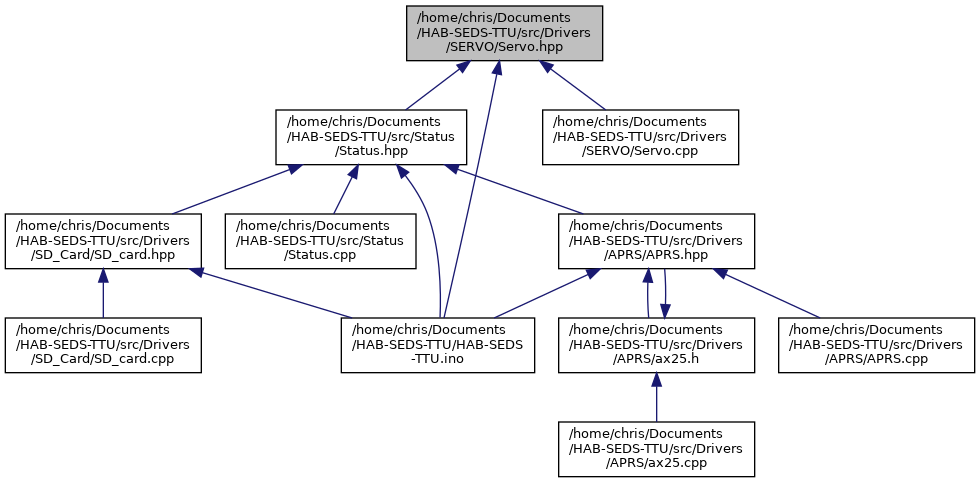 /home/chris/Documents
/HAB-SEDS-TTU/src/Drivers
/SERVO/Servo.hpp
/home/chris/Documents
/HAB-SEDS-TTU/src/Status
/Status.hpp
/home/chris/Documents
/HAB-SEDS-TTU/src/Drivers
/SERVO/Servo.cpp
/home/chris/Documents
/HAB-SEDS-TTU/src/Drivers
/SD_Card/SD_card.hpp
/home/chris/Documents
/HAB-SEDS-TTU/src/Status
/Status.cpp
/home/chris/Documents
/HAB-SEDS-TTU/src/Drivers
/APRS/APRS.hpp
/home/chris/Documents
/HAB-SEDS-TTU/src/Drivers
/SD_Card/SD_card.cpp
/home/chris/Documents
/HAB-SEDS-TTU/HAB-SEDS
-TTU.ino
/home/chris/Documents
/HAB-SEDS-TTU/src/Drivers
/APRS/ax25.h
/home/chris/Documents
/HAB-SEDS-TTU/src/Drivers
/APRS/APRS.cpp
/home/chris/Documents
/HAB-SEDS-TTU/src/Drivers
/APRS/ax25.cpp